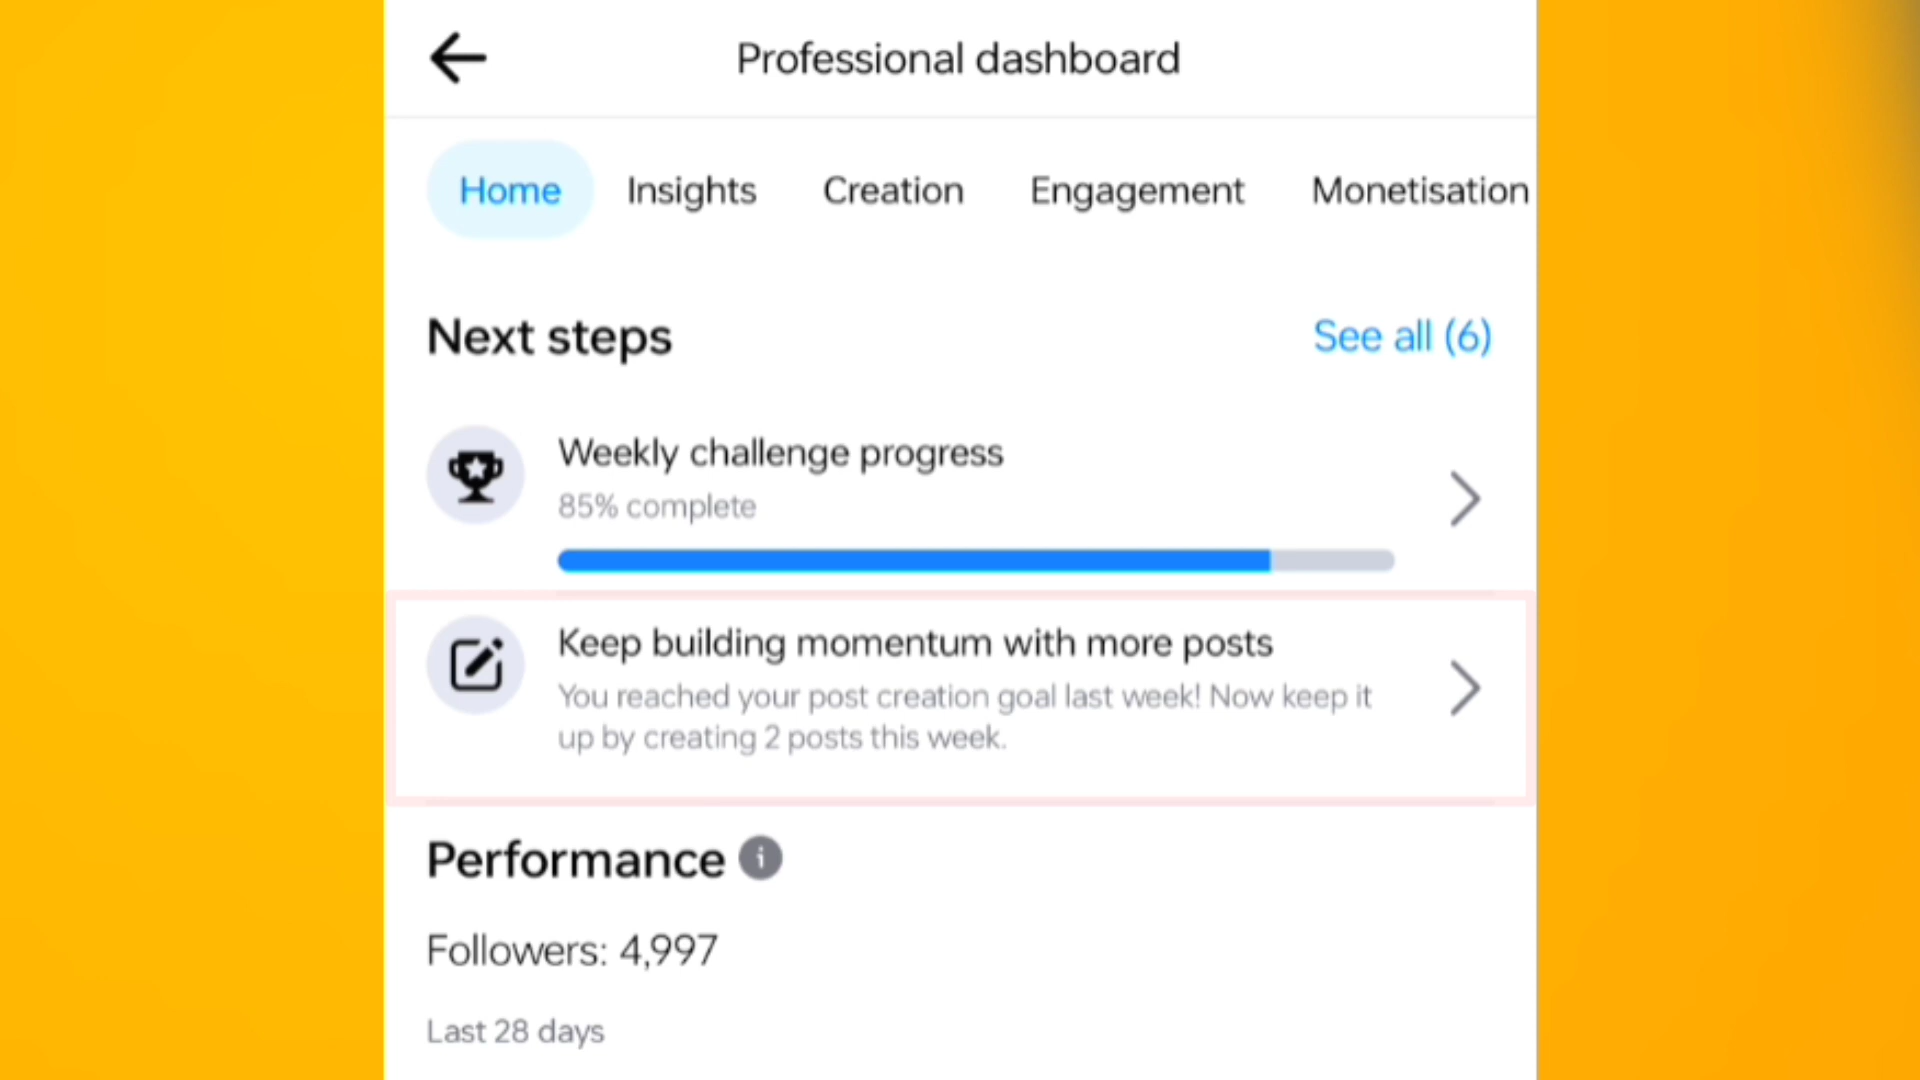 Professional dashboard
Home Insights Creation Engagement Monetisation
Next steps See all (6)
Weekly challenge progress
85% complete
Keep building momentum with more posts
You reached your post creation goal last week! Now keep it
up by creating 2 posts this week.
Performance
Followers: 4,997
Last 28 days